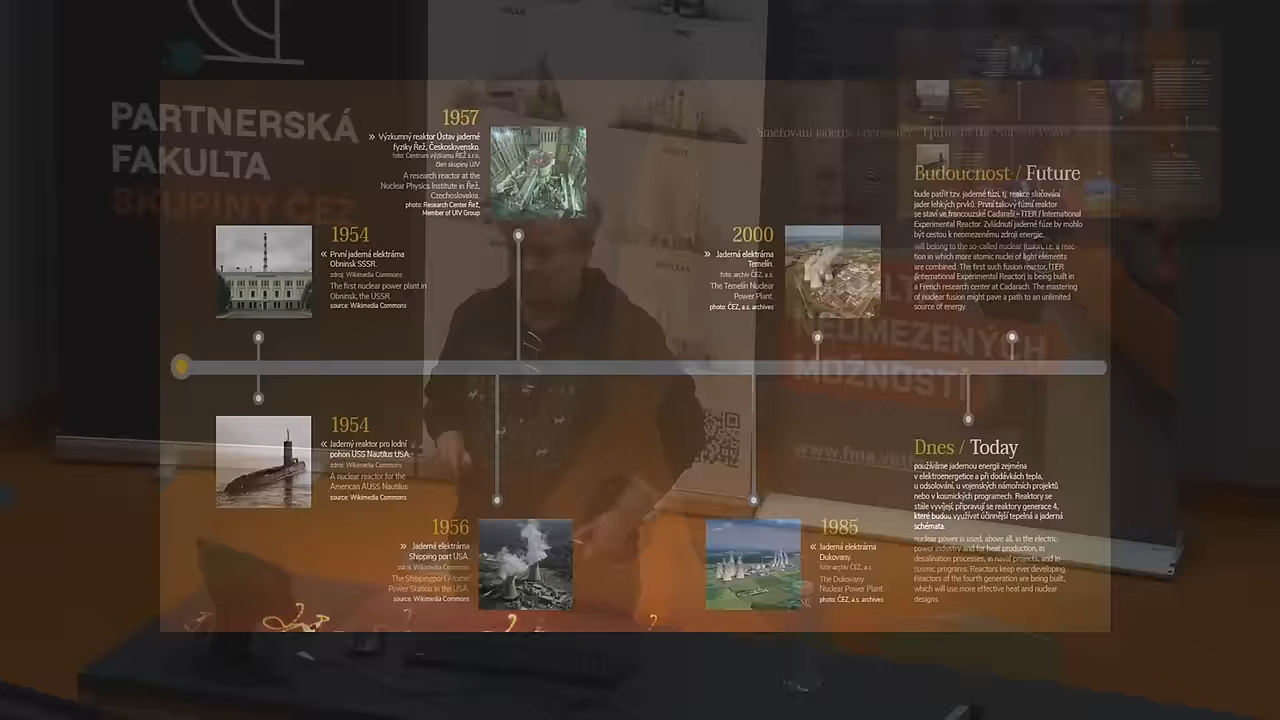 PARTNERSKÁ
FAKULTA
SKUPINY ČEZ
1957
» Výzkumný reaktor Ústav jaderné
fyziky Řež, Československo.
foto: Centrum výzkumu ŘEŽ s.r.o,
člen skupiny UJV
A research reactor at the
Nuclear Physics Institute in Řež,
Czechoslovakia.
photo: Research Center Řež,
Member of UJV Group
1954
« První jaderná elektrárna
Obninsk SSSR.
zdroj: Wikimedia Commons
The first nuclear power plant in
Obninsk, the USSR.
source: Wikimedia Commons
2000
» Jaderná elektrárna
Temelín.
foto: archiv ČEZ, a.s.
The Temelín Nuclear
Power Plant.
photo: ČEZ, a.s. archives
Budoucnost / Future
bude patřit tzv. jaderné fúzi, tj. reakce slučování
jader lehkých prvků. První takový fúzní reaktor
se staví ve francouzské Cadaraši – ITER / International
Experimental Reactor. Zvládnutí jaderné fúze by mohlo
být cestou k neomezenému zdroji energie.
will belong to the so-called nuclear fusion, i.e. a reac-
tion in which more atomic nuclei of light elements
are combined. The first such fusion reactor, ITER
(International Experimental Reactor) is being built in
a French research center at Cadarach. The mastering
of nuclear fusion might pave a path to an unlimited
source of energy.
NEOMEZENÝCH
MOŽNOSTÍ
1954
« Jaderný reaktor pro lodní
pohon USS Nautilus USA.
zdroj: Wikimedia Commons
A nuclear reactor for the
American AUSS Nautilus
source: Wikimedia Commons
1956
» Jaderná elektrárna
Shipping port USA.
zdroj: Wikimedia Commons
The Shippingport Atomic
Power Station in the USA.
source: Wikimedia Commons
1985
« Jaderná elektrárna
Dukovany.
foto: archiv ČEZ, a.s.
The Dukovany
Nuclear Power Plant.
photo: ČEZ, a.s. archives
Dnes / Today
používáme jadernou energii zejména
v elektroenergetice a při dodávkách tepla,
u odsolování, u vojenských námořních projektů
nebo v kosmických programech. Reaktory se
stále vyvíjejí, připravují se reaktory generace 4,
které budou využívat účinnější tepelná a jaderná
schémata.
nuclear power is used, above all, in the electric
power industry and for heat production, in
desalination processes, in naval projects, and in
cosmic programs. Reactors keep ever developing.
Reactors of the fourth generation are being built,
which will use more effective heat and nuclear
designs.